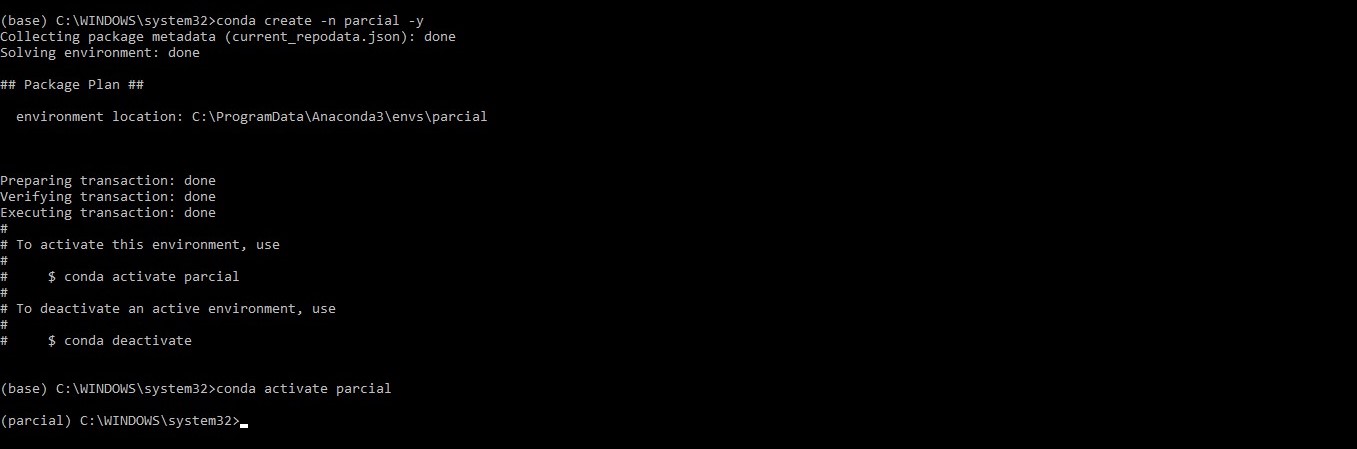 (base) C:\WINDOWS\system32>conda create -n parcial -y
Collecting package metadata (current_repodata.json): done
Solving environment: done
## Package Plan ##
environment location: C:\ProgramData\Anaconda3\envs\parcial
Preparing transaction: done
Verifying transaction: done
Executing transaction: done
#
# To activate this environment, use
#
#     $ conda activate parcial
#
# To deactivate an active environment, use
#
#     $ conda deactivate
(base) C:\WINDOWS\system32>conda activate parcial
(parcial) C:\WINDOWS\system32>